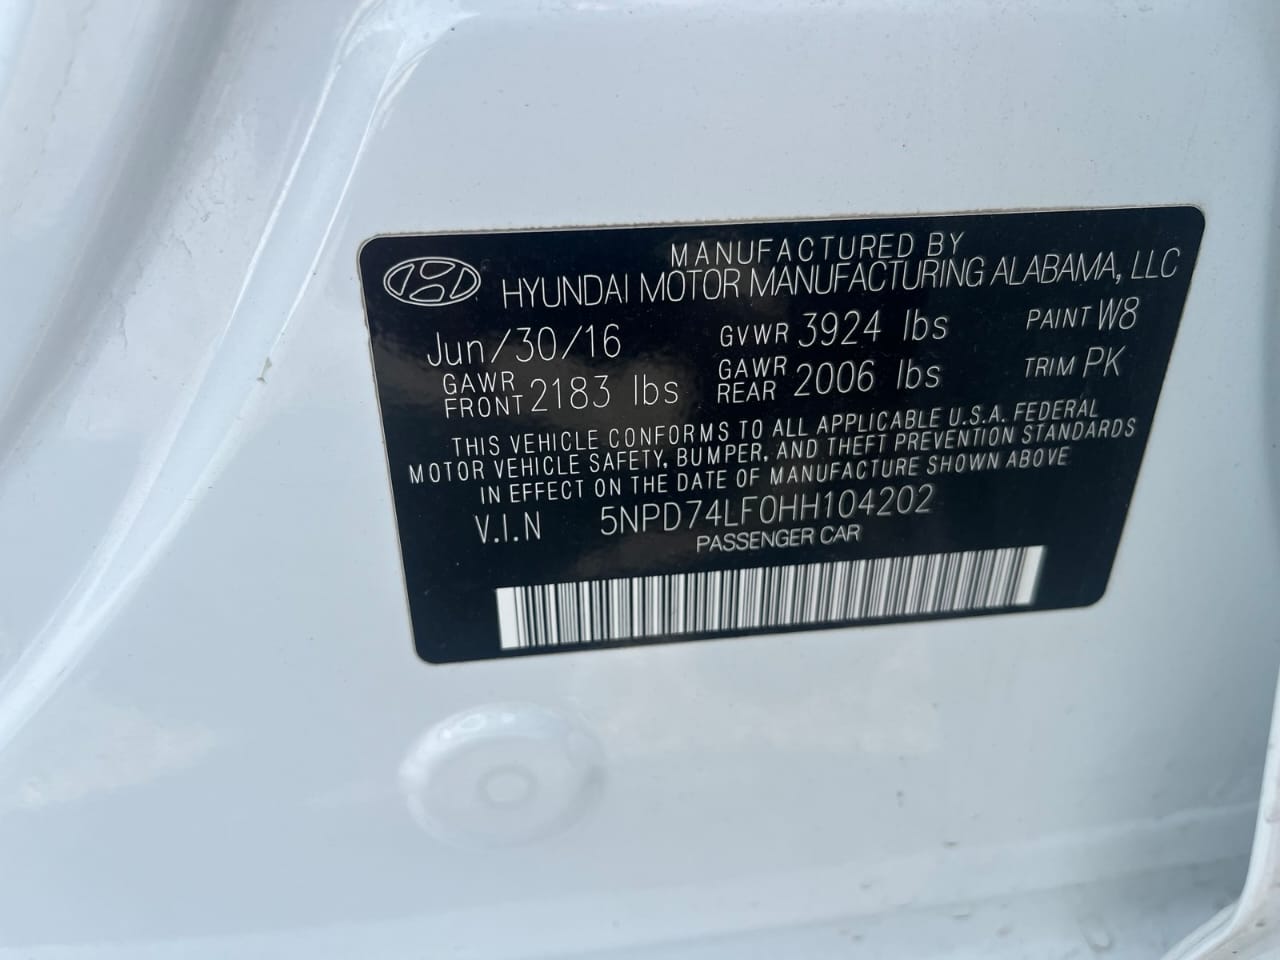 MANUFACTURED BY
HYUNDAI MOTOR MANUFACTURING ALABAMA, LLC
Jun/30/16 GVWR 3924 lbs PAINT W8
GAWR FRONT 2183 lbs GAWR REAR 2006 lbs TRIM PK
THIS VEHICLE CONFORMS TO ALL APPLICABLE U.S.A. FEDERAL
MOTOR VEHICLE SAFETY, BUMPER, AND THEFT PREVENTION STANDARDS
IN EFFECT ON THE DATE OF MANUFACTURE SHOWN ABOVE
V.I.N 5NPD74LF0HH104202
PASSENGER CAR